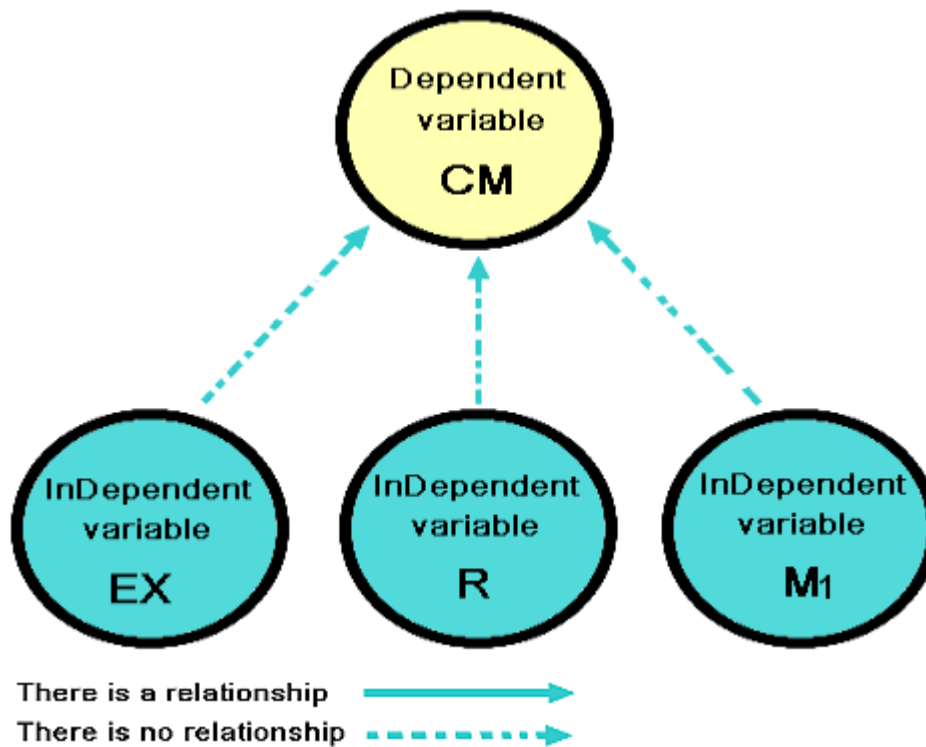 Dependent
variable
CM
InDependent
variable
EX
InDependent
variable
R
InDependent
variable
M1
There is a relationship
There is no relationship